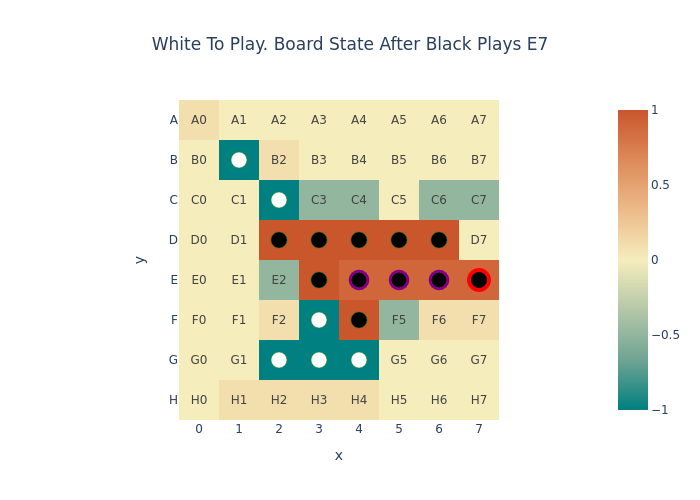 White To Play. Board State After Black Plays E7
A A0 A1 A2 A3 A4 A5 A6 A7
B B0 B2 B3 B4 B5 B6 B7
C C0 C1 C3 C4 C5 C6 C7
D D0 D1 D7
E E0 E1 E2
F F0 F1 F2 F5 F6 F7
G G0 G1 G5 G6 G7
H H0 H1 H2 H3 H4 H5 H6 H7
0 1 2 3 4 5 6 7
x
y
1
0.5
0
−0.5
−1